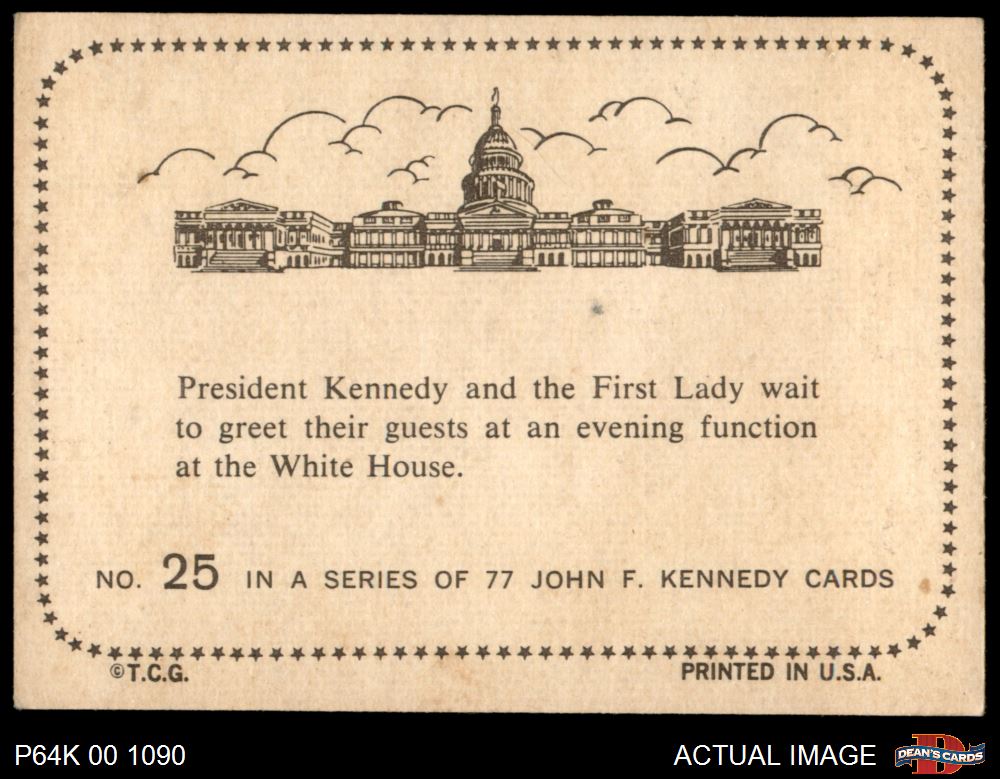 President Kennedy and the First Lady wait
to greet their guests at an evening function
at the White House.
NO. 25 IN A SERIES OF 77 JOHN F. KENNEDY CARDS
©T.C.G. PRINTED IN U.S.A.
P64K 00 1090 ACTUAL IMAGE DEAN'S CARDS